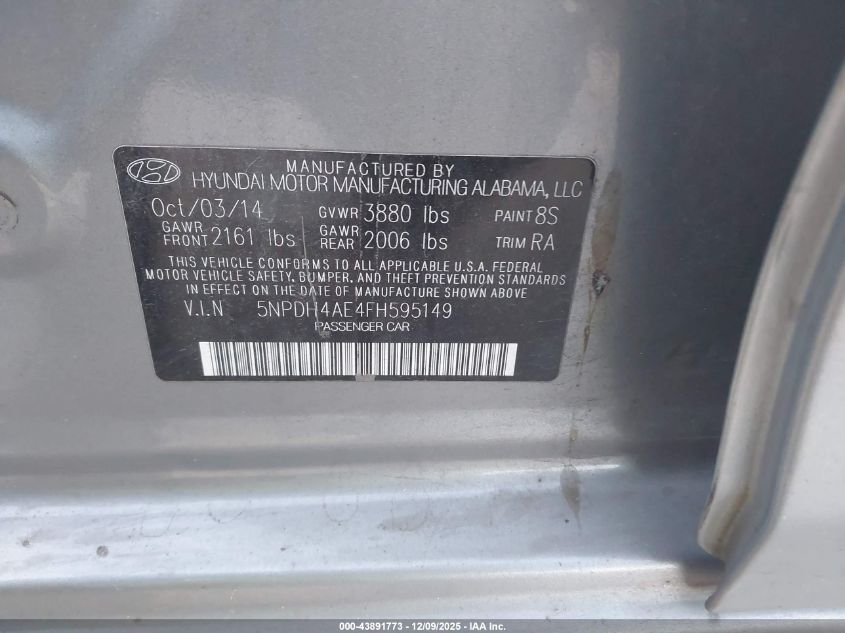 MANUFACTURED BY
HYUNDAI MOTOR MANUFACTURING ALABAMA, LLC
Oct/03/14 GVWR 3880 lbs PAINT 8S
GAWR FRONT 2161 lbs GAWR REAR 2006 lbs TRIM RA
THIS VEHICLE CONFORMS TO ALL APPLICABLE U.S.A. FEDERAL
MOTOR VEHICLE SAFETY, BUMPER, AND THEFT PREVENTION STANDARDS
IN EFFECT ON THE DATE OF MANUFACTURE SHOWN ABOVE
V.I.N 5NPDH4AE4FH595149
PASSENGER CAR
000-43891773 - 12/09/2025 - IAA Inc.